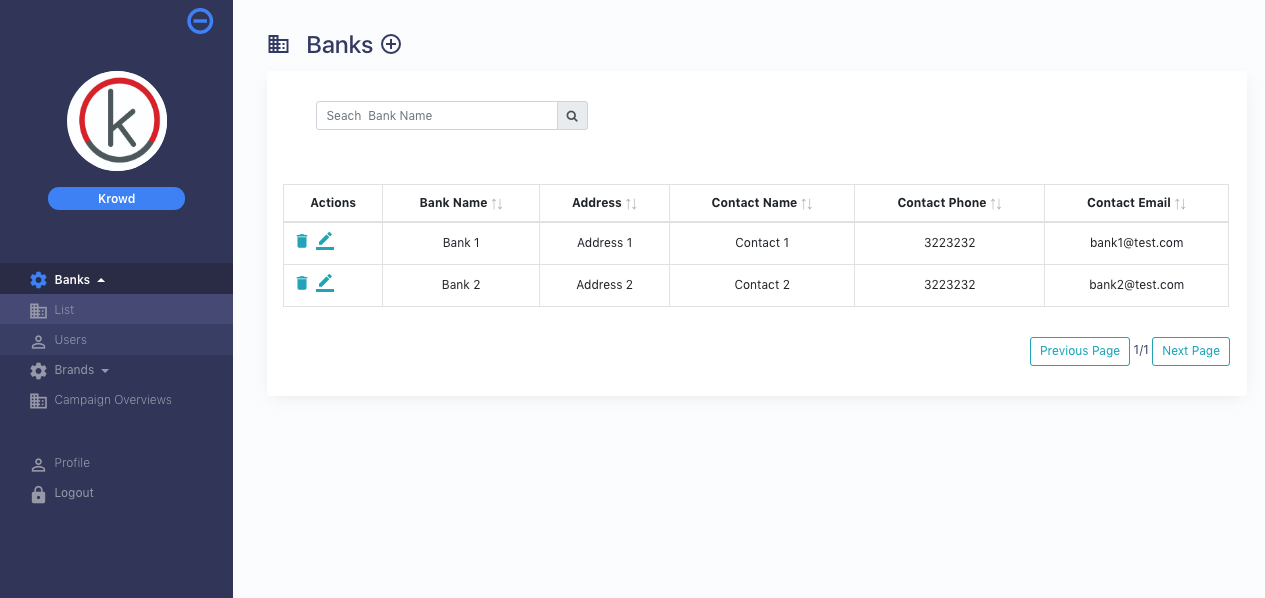 Banks
k
Krowd
Seach  Bank Name
Actions Bank Name Address Contact Name Contact Phone Contact Email
Bank 1 Address 1 Contact 1 3223232 bank1@test.com
Bank 2 Address 2 Contact 2 3223232 bank2@test.com
Previous Page 1/1 Next Page
Banks
List
Users
Brands
Campaign Overviews
Profile
Logout